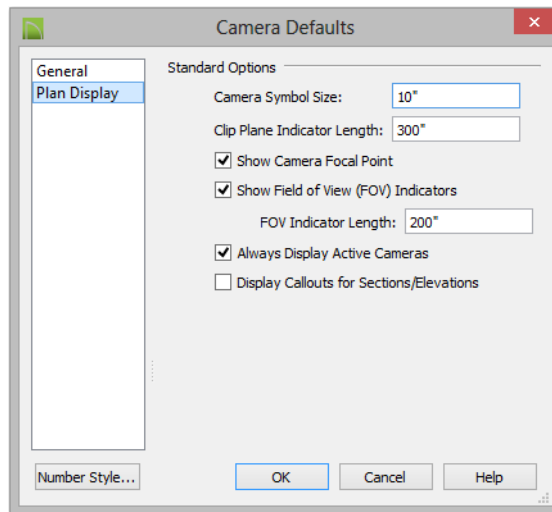 Camera Defaults
General
Plan Display
Standard Options
Camera Symbol Size: 10"
Clip Plane Indicator Length: 300"
Show Camera Focal Point
Show Field of View (FOV) Indicators
FOV Indicator Length: 200"
Always Display Active Cameras
Display Callouts for Sections/Elevations
Number Style... OK Cancel Help